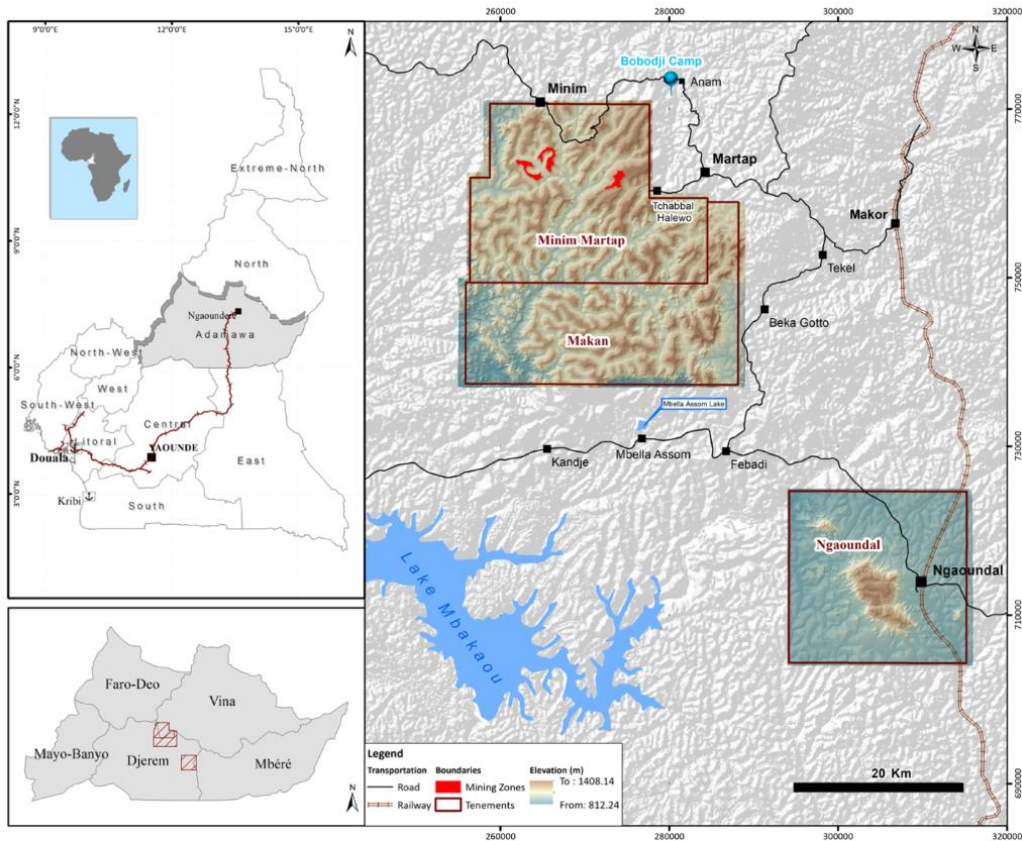 9°0'0"E
12°0'0"E
15°0'0"E
N
12°0'0"N
9°0'0"N
6°0'0"N
3°0'0"N
Extreme-North
North
Ngaoundere
Adamawa
North-West
West
South-West
Central
Litoral
YAOUNDE
Douala
East
Kribi
South
Faro-Deo
Vina
Mayo-Banyo
Djerem
Mbéré
N
260000
280000
300000
320000
N
W
E
S
Bobodji Camp
Anam
Minim
770000
Martap
Tchabbal
Halewo
Makor
Minim Martap
Tekel
750000
Beka Gotto
Makan
Mbella Assom Lake
730000
Kandje
Mbella Assom
Febadi
Ngaoundal
Ngaoundal
Lake Mbakaou
710000
Legend
Transportation
Road
Railway
Boundaries
Mining Zones
Tenements
Elevation (m)
To : 1408.14
From: 812.24
20 Km
690000
260000
280000
300000
320000